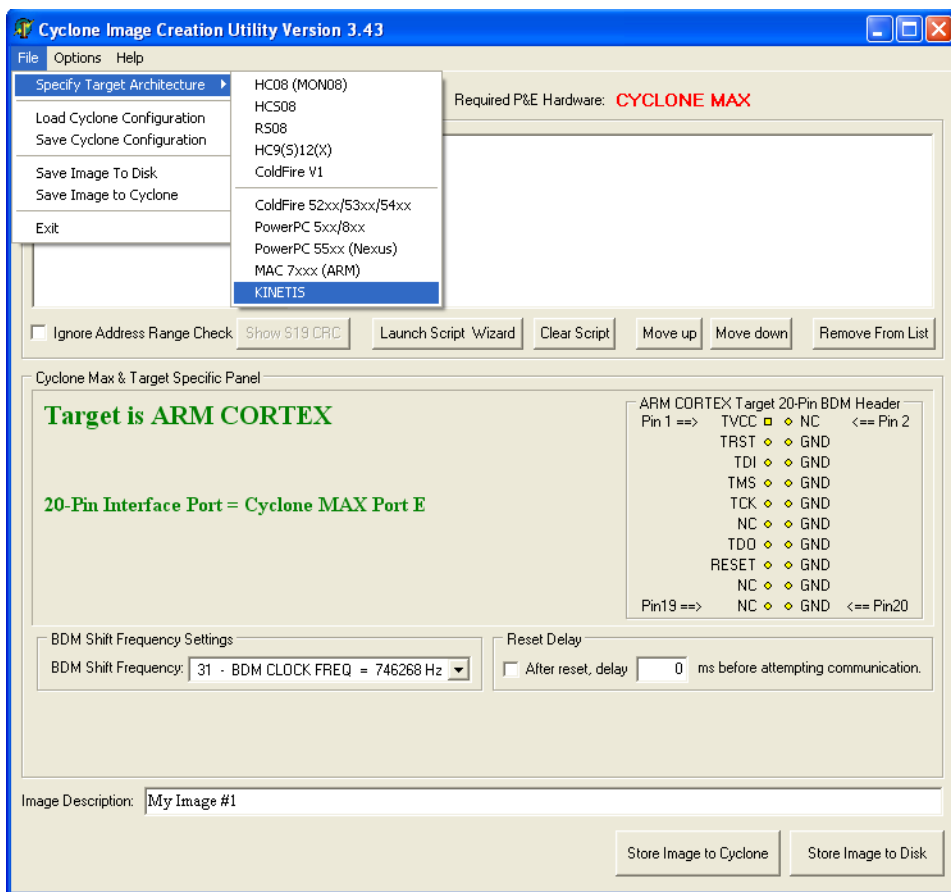 Cyclone Image Creation Utility Version 3.43
File Options Help
Specify Target Architecture
Load Cyclone Configuration
Save Cyclone Configuration
Save Image To Disk
Save Image to Cyclone
Exit
HC08 (MON08)
HCS08
RS08
HC9(S)12(X)
ColdFire V1
ColdFire 52xx/53xx/54xx
PowerPC 5xx/8xx
PowerPC 55xx (Nexus)
MAC 7xxx (ARM)
KINETIS
Required P&E Hardware: CYCLONE MAX
Ignore Address Range Check Show S19 CRC Launch Script Wizard Clear Script Move up Move down Remove From List
Cyclone Max & Target Specific Panel
Target is ARM CORTEX
20-Pin Interface Port = Cyclone MAX Port E
ARM CORTEX Target 20-Pin BDM Header
Pin 1 ==> TVCC NC <== Pin 2
TRST GND
TDI GND
TMS GND
TCK GND
NC GND
TDO GND
RESET GND
NC GND
Pin19 ==> NC GND <== Pin20
BDM Shift Frequency Settings
BDM Shift Frequency: 31 - BDM CLOCK FREQ = 746268 Hz
Reset Delay
After reset, delay 0 ms before attempting communication.
Image Description: My Image #1
Store Image to Cyclone Store Image to Disk